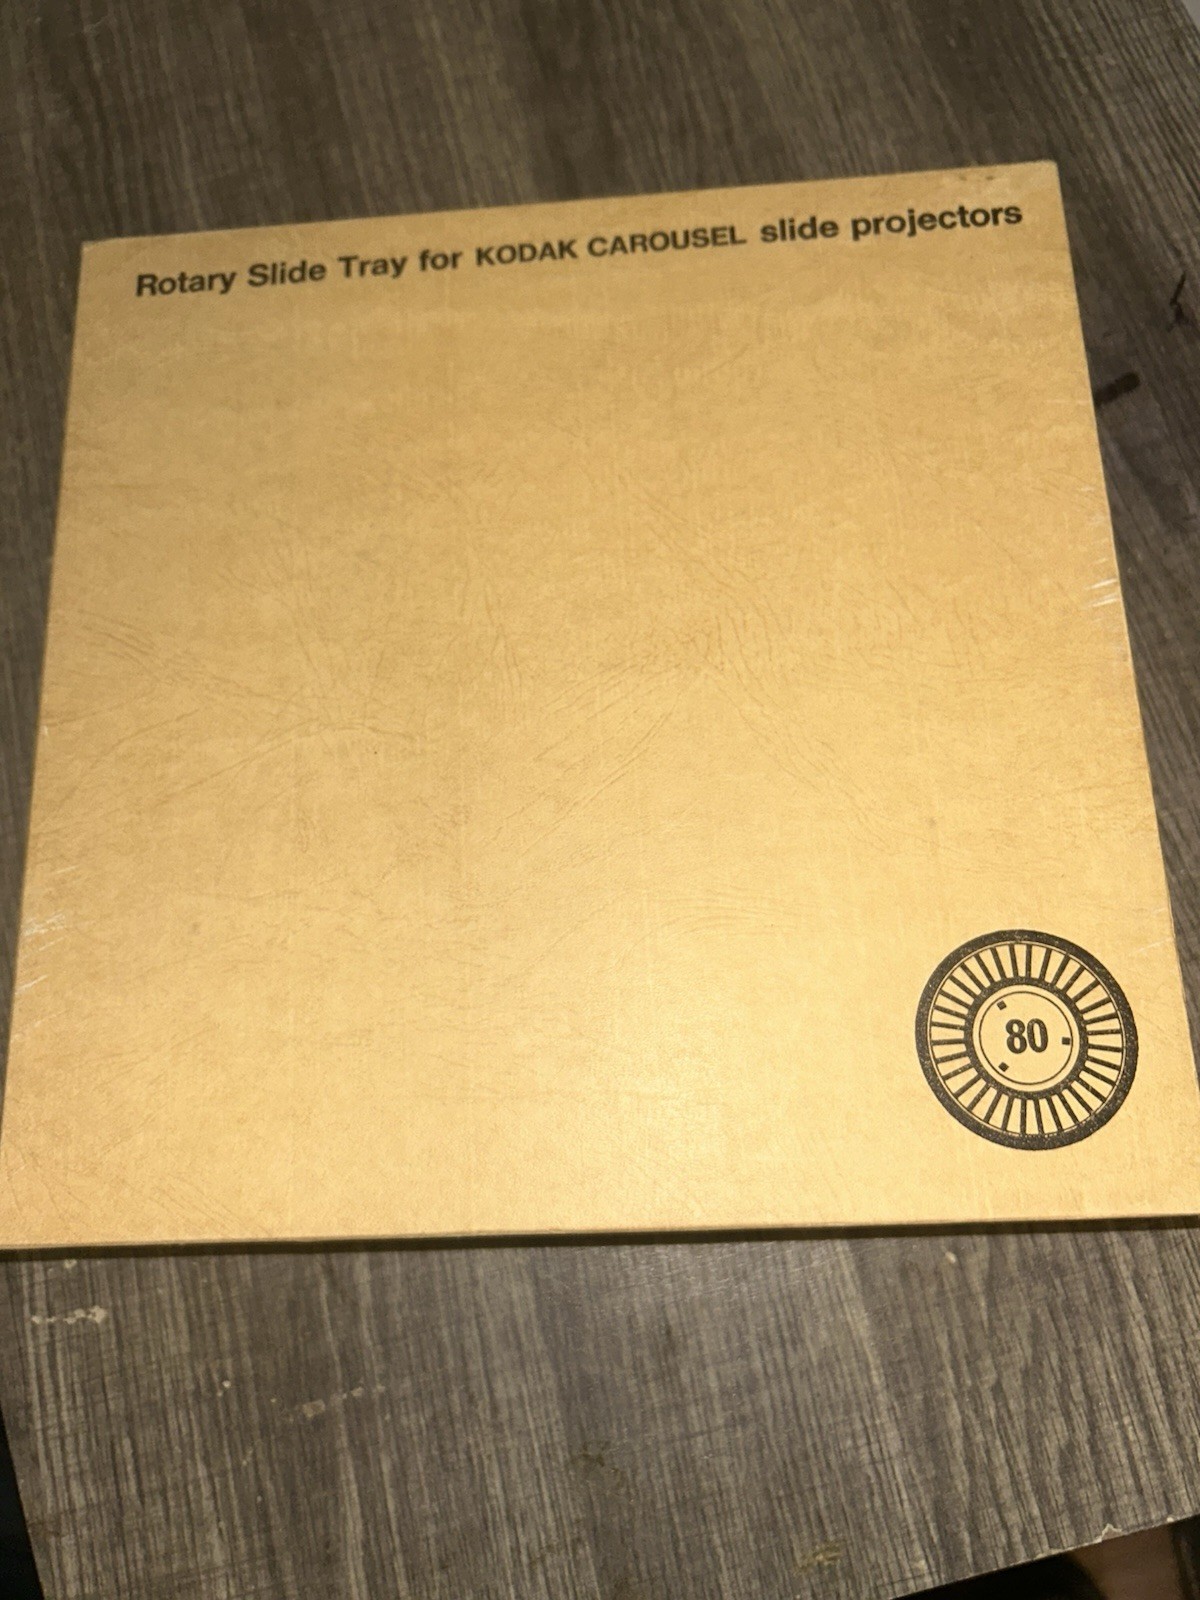 Rotary Slide Tray for KODAK CAROUSEL slide projectors
80